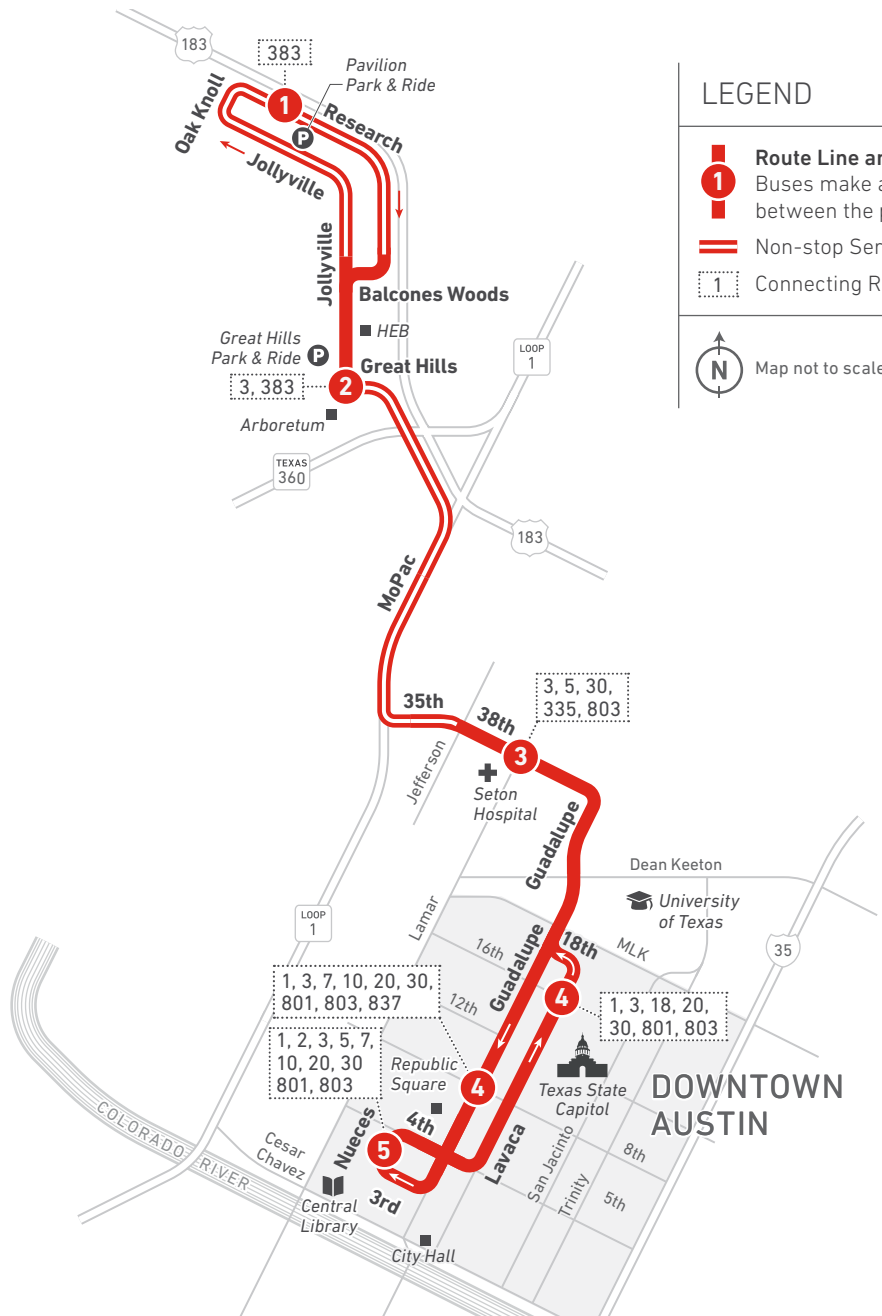 183
383
Pavilion
Park & Ride
Oak Knoll
1
Research
P
Jollyville
Jollyville
Balcones Woods
HEB
Great Hills
Park & Ride
P
Great Hills
3, 383
2
Arboretum
LOOP
1
TEXAS
360
183
MoPac
LEGEND
1
Route Line an
Buses make a
between the p
Non-stop Ser
1
Connecting R
N
Map not to scale
35th
38th
3, 5, 30,
335, 803
3
Jefferson
Seton
Hospital
Guadalupe
Dean Keeton
University
of Texas
LOOP
1
Lamar
MLK
35
16th
18th
Guadalupe
12th
1, 3, 7, 10, 20, 30,
801, 803, 837
4
1, 3, 18, 20,
30, 801, 803
1, 2, 3, 5, 7,
10, 20, 30
801, 803
Republic
Square
4
Texas State
Capitol
DOWNTOWN
AUSTIN
COLORADO RIVER
Cesar
Chavez
Nueces
4th
5
Lavaca
San Jacinto
Trinity
8th
5th
3rd
Central
Library
City Hall